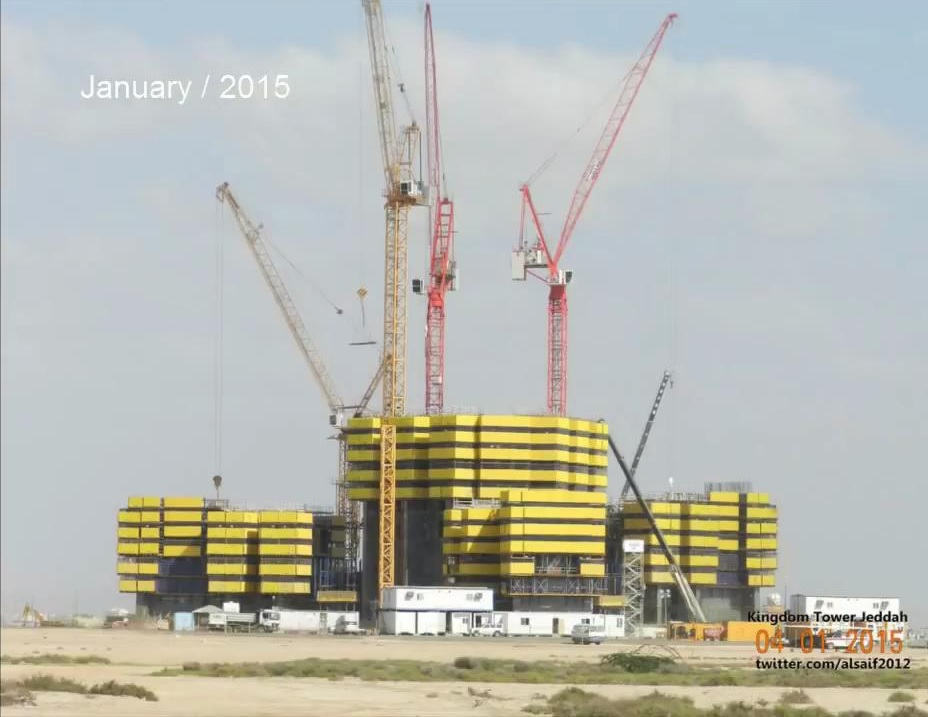 January / 2015
Kingdom Tower Jeddah
04 01 2015
twitter.com/alsaif2012